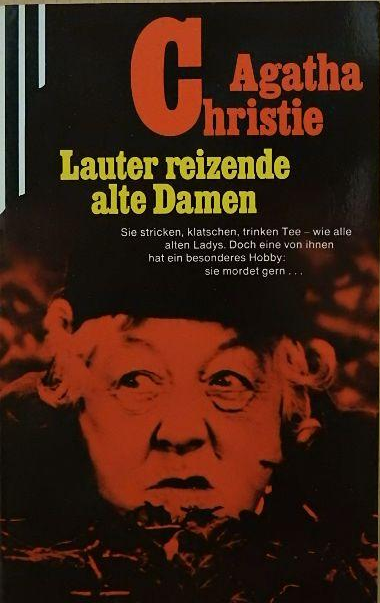 Agatha
Christie
Lauter reizende
alte Damen
Sie stricken, klatschen, trinken Tee – wie alle
alten Ladys. Doch eine von ihnen
hat ein besonderes Hobby:
sie mordet gern . . .